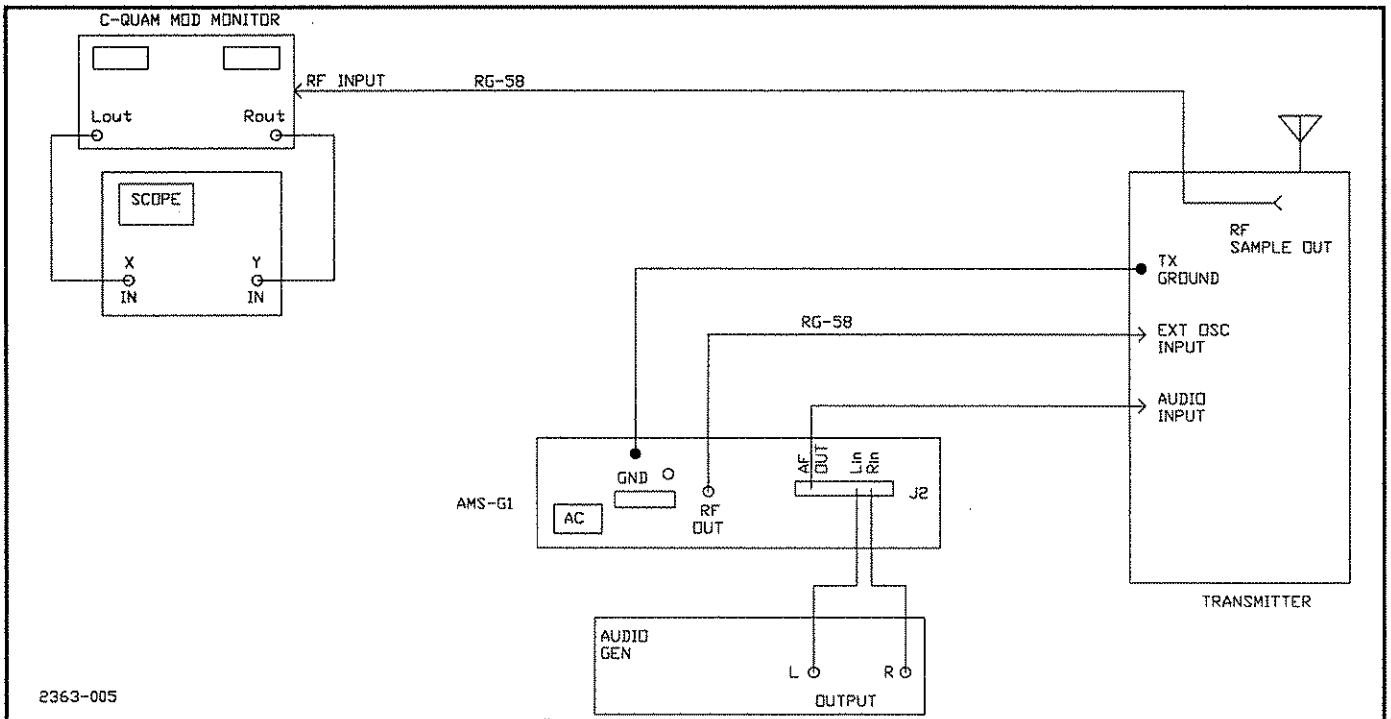 C-QUAM MOD MONITOR
RF INPUT
RG-58
Lout
Rout
SCOPE
X
IN
Y
IN
RF
SAMPLE OUT
TX
GROUND
RG-58
EXT OSC
INPUT
AUDIO
INPUT
AMS-G1
GND
AC
RF
OUT
AF
OUT
Lin
Rin
J2
TRANSMITTER
AUDIO
GEN
L
R
OUTPUT
2363-005